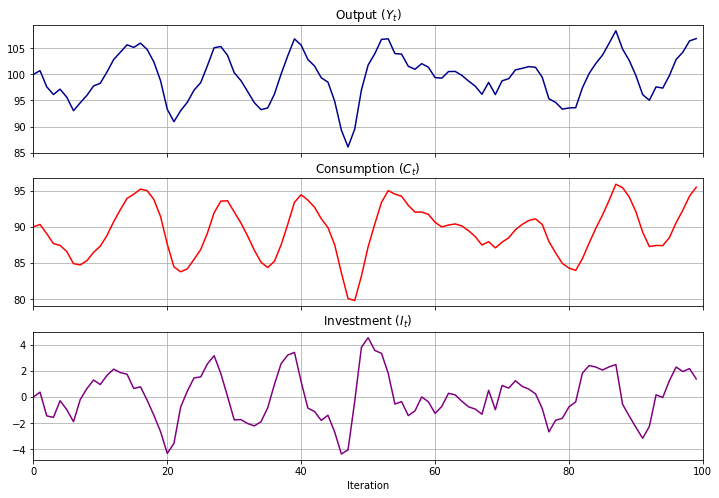 Output (Y_t)
105
100
95
90
85
Consumption (C_t)
95
90
85
80
Investment (I_t)
4
2
0
−2
−4
0 20 40 60 80 100
Iteration